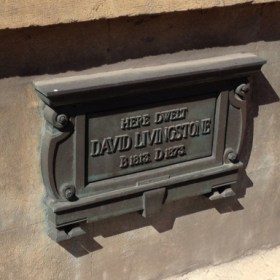 HERE DWELT
DAVID LIVINGSTONE
B 1813. D 1873.